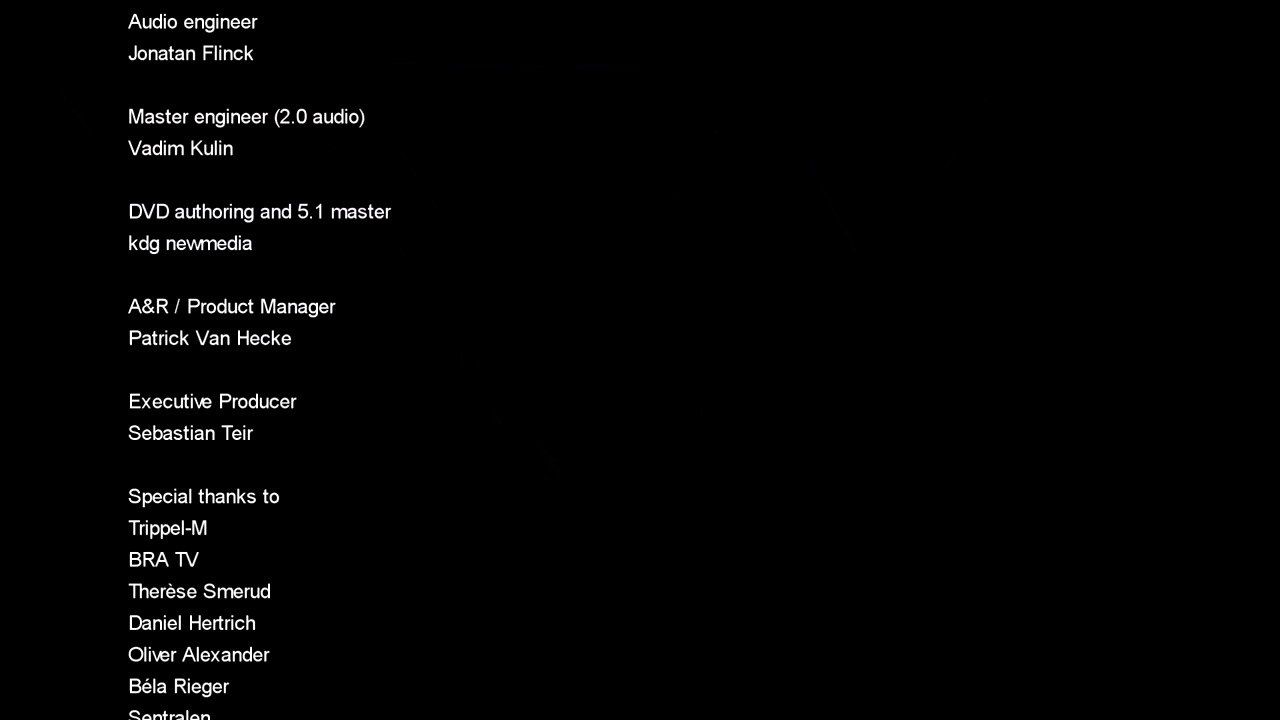 Audio engineer
Jonatan Flinck
Master engineer (2.0 audio)
Vadim Kulin
DVD authoring and 5.1 master
kdg newmedia
A&R / Product Manager
Patrick Van Hecke
Executive Producer
Sebastian Teir
Special thanks to
Trippel-M
BRA TV
Therèse Smerud
Daniel Hertrich
Oliver Alexander
Béla Rieger
Sentralen